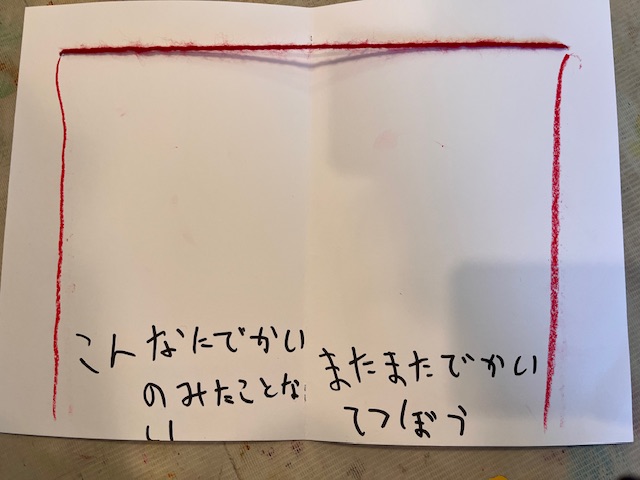 こんなにでかい
のみたことな
い
またまたでかい
てつぼう